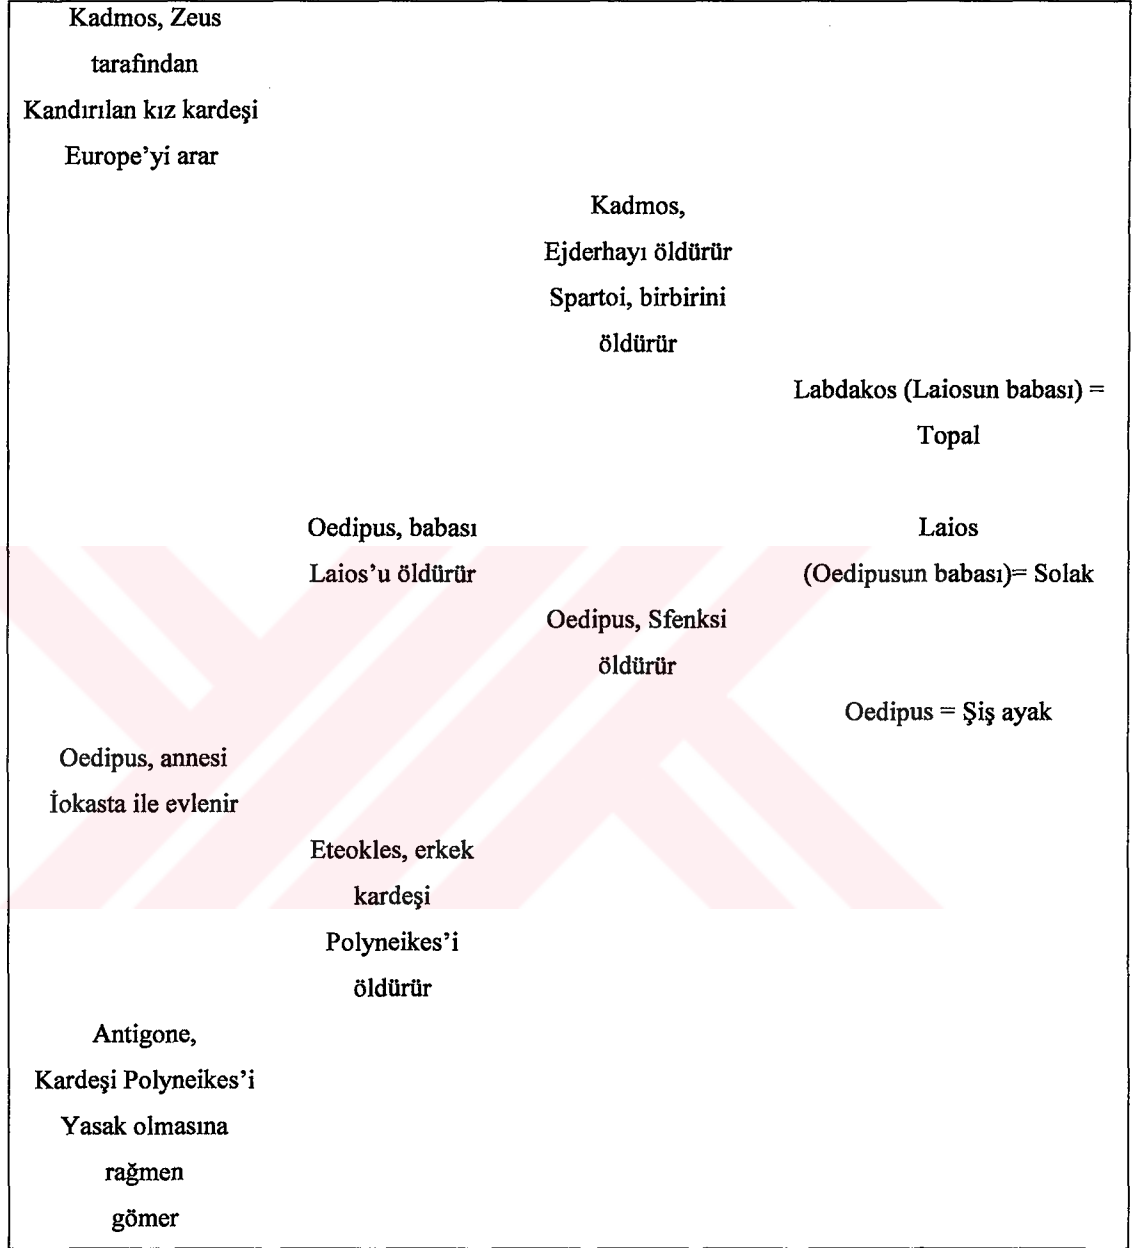 Kadmos, Zeus
tarafından
Kandırılan kız kardeşi
Europe’yi arar
Kadmos,
Ejderhayı öldürür
Spartoi, birbirini
öldürür
Labdakos (Laiosun babası) =
Topal
Oedipus, babası
Laios’u öldürür
Laios
(Oedipusun babası)= Solak
Oedipus, Sfenksi
öldürür
Oedipus = Şiş ayak
Oedipus, annesi
İokasta ile evlenir
Eteokles, erkek
kardeşi
Polyneikes’i
öldürür
Antigone,
Kardeşi Polyneikes’i
Yasak olmasına
rağmen
gömer